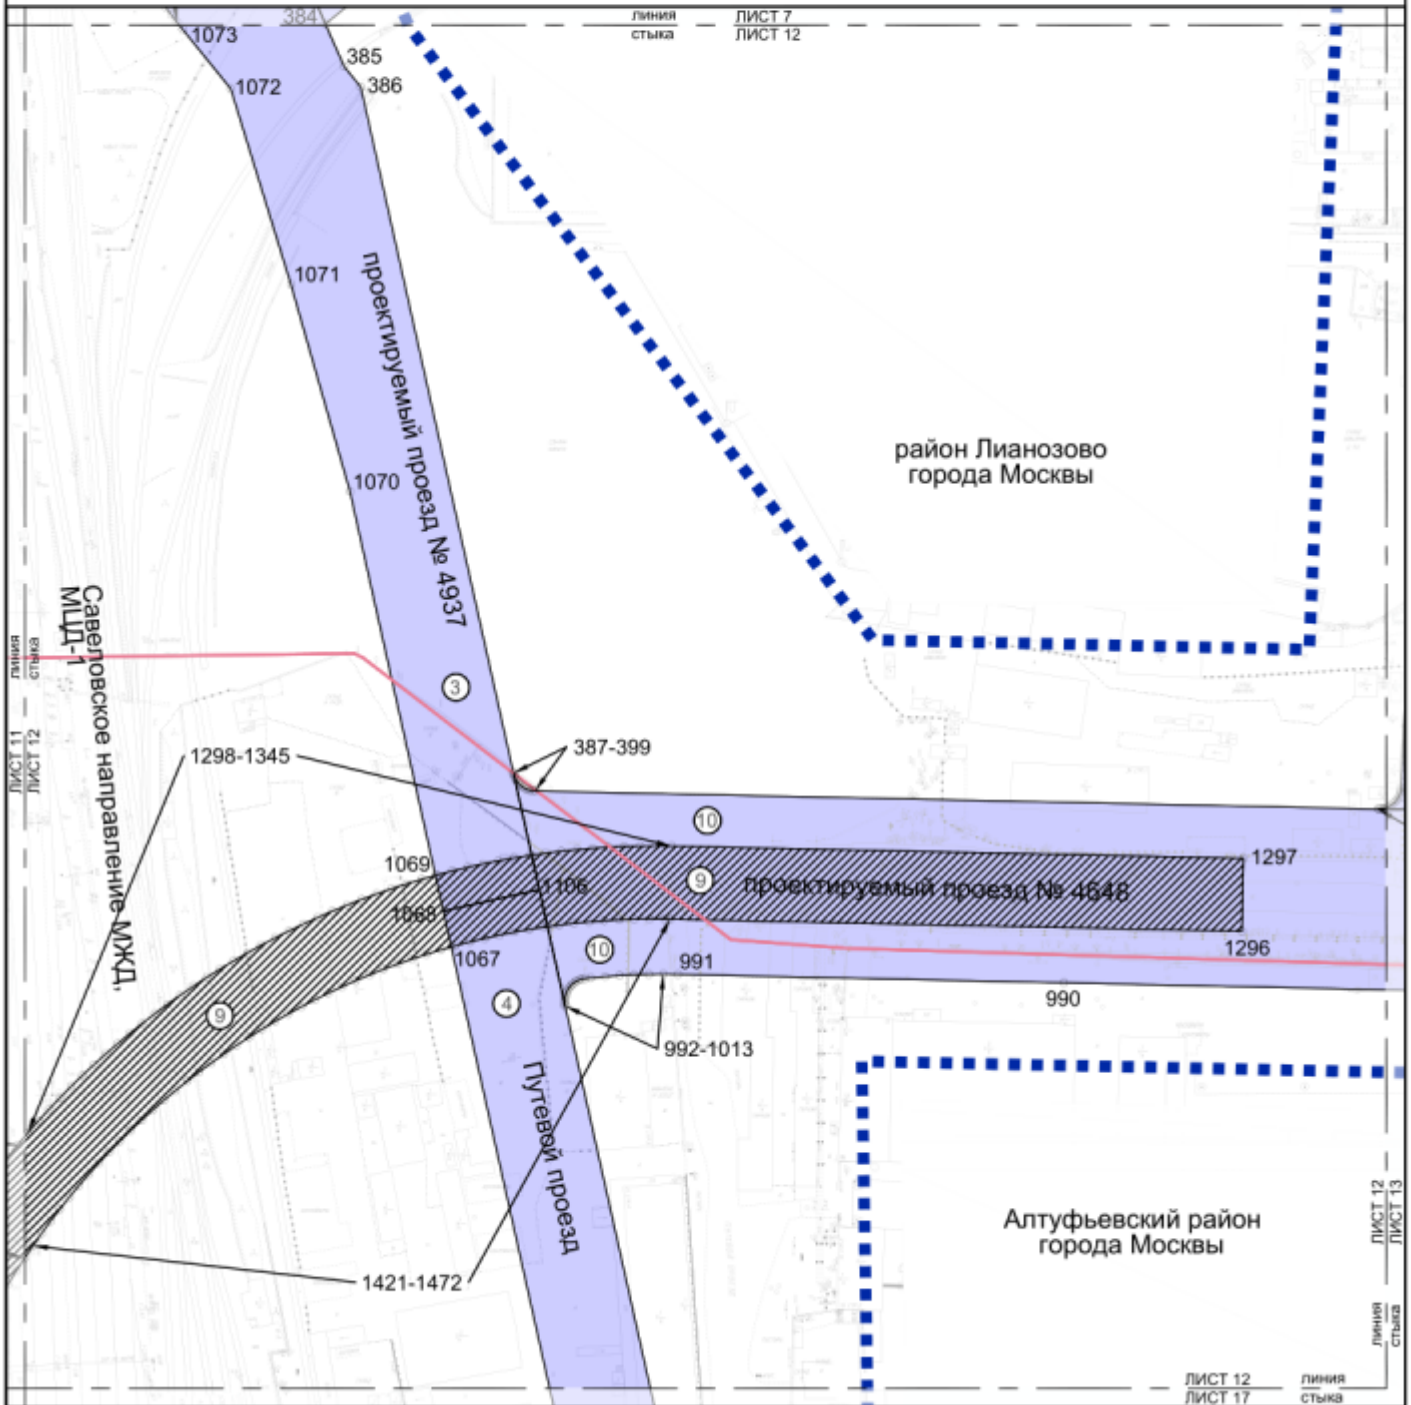 линия ЛИСТ 7
стыка ЛИСТ 12
384
1073
385
1072
386
1071
проектируемый проезд № 4937
1070
район Лианозово
города Москвы
Савеловское направление МЖД,
МЦД-1
линия
стыка
ЛИСТ 11
ЛИСТ 12
3
387-399
1298-1345
10
1297
1069
9
проектируемый проезд № 4648
1106
1068
1296
10
1067
991
990
4
9
992-1013
Путевой проезд
Алтуфьевский район
города Москвы
1421-1472
ЛИСТ 12
ЛИСТ 13
линия
стыка
ЛИСТ 12 линия
ЛИСТ 17 стыка